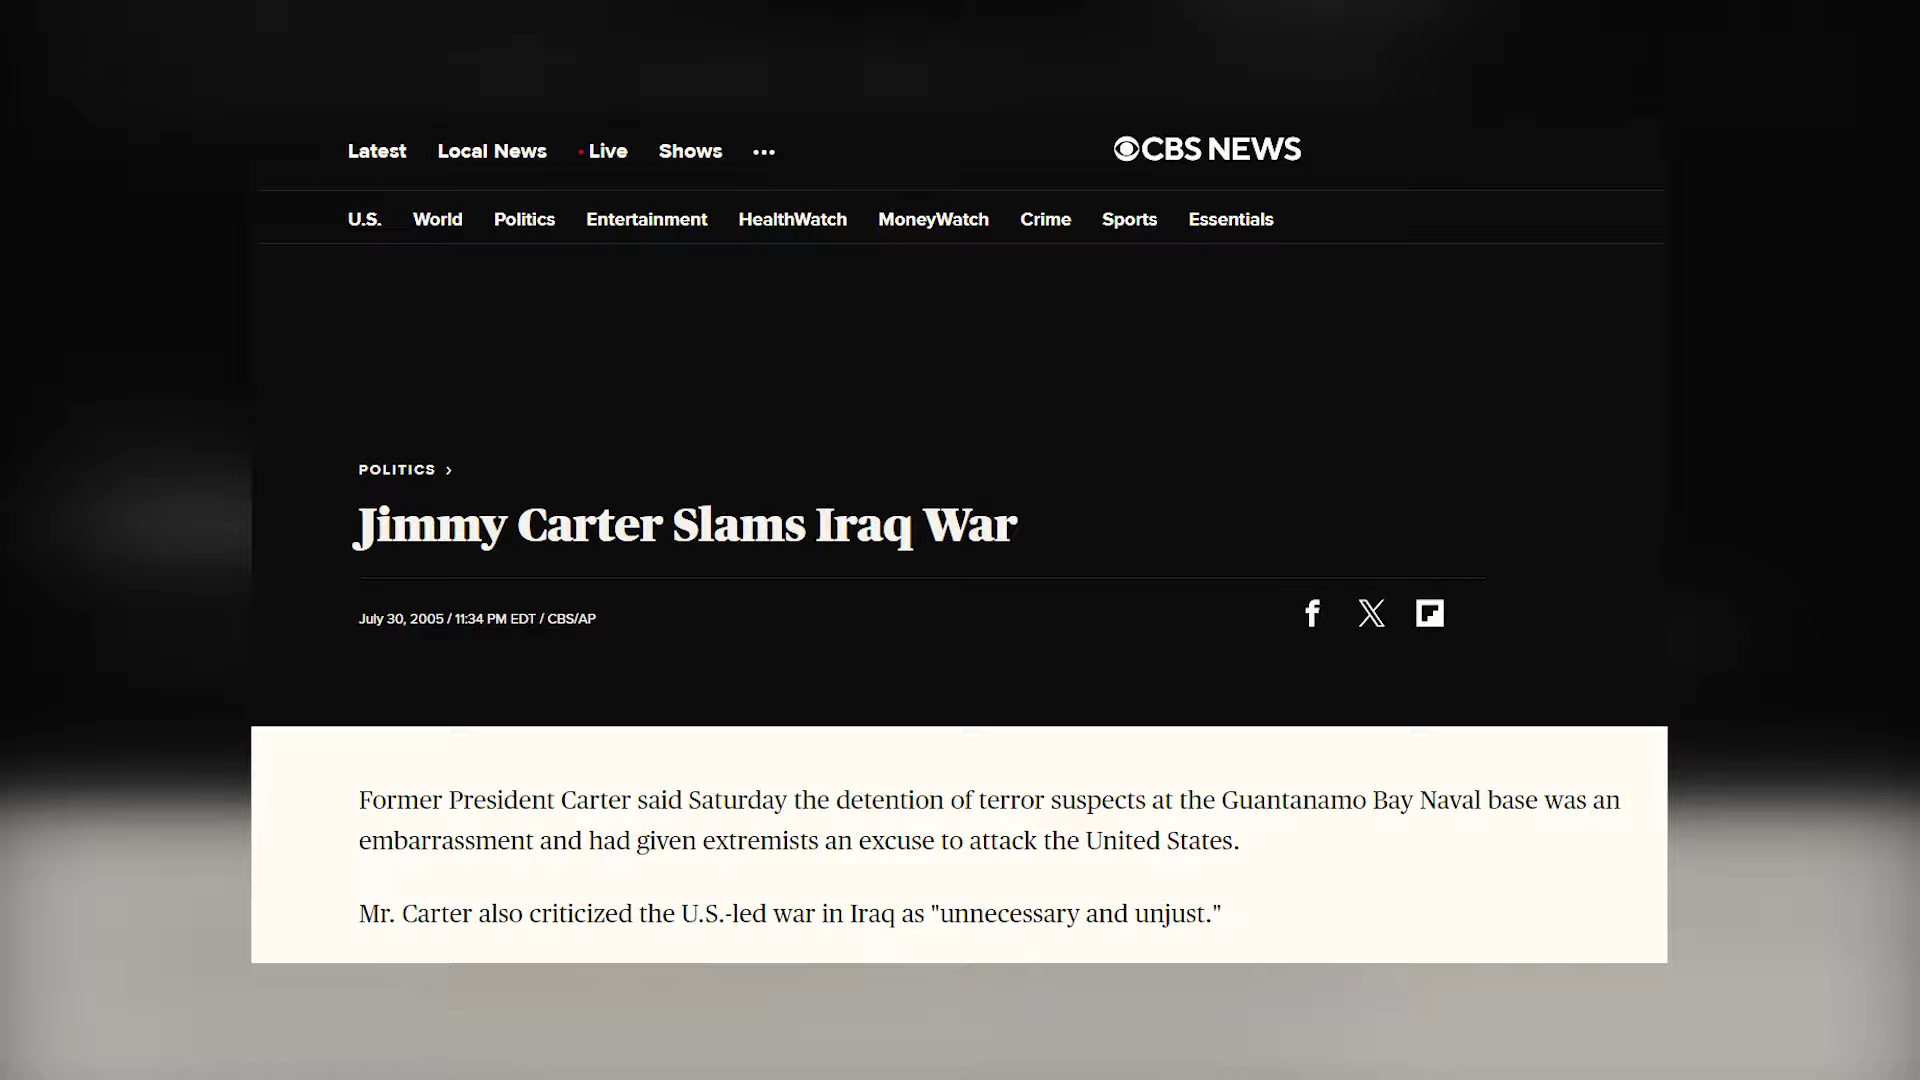 Latest Local News Live Shows ... CBS NEWS
U.S. World Politics Entertainment HealthWatch MoneyWatch Crime Sports Essentials
POLITICS >
Jimmy Carter Slams Iraq War
July 30, 2005 / 11:34 PM EDT / CBS/AP
Former President Carter said Saturday the detention of terror suspects at the Guantanamo Bay Naval base was an
embarrassment and had given extremists an excuse to attack the United States.
Mr. Carter also criticized the U.S.-led war in Iraq as "unnecessary and unjust."